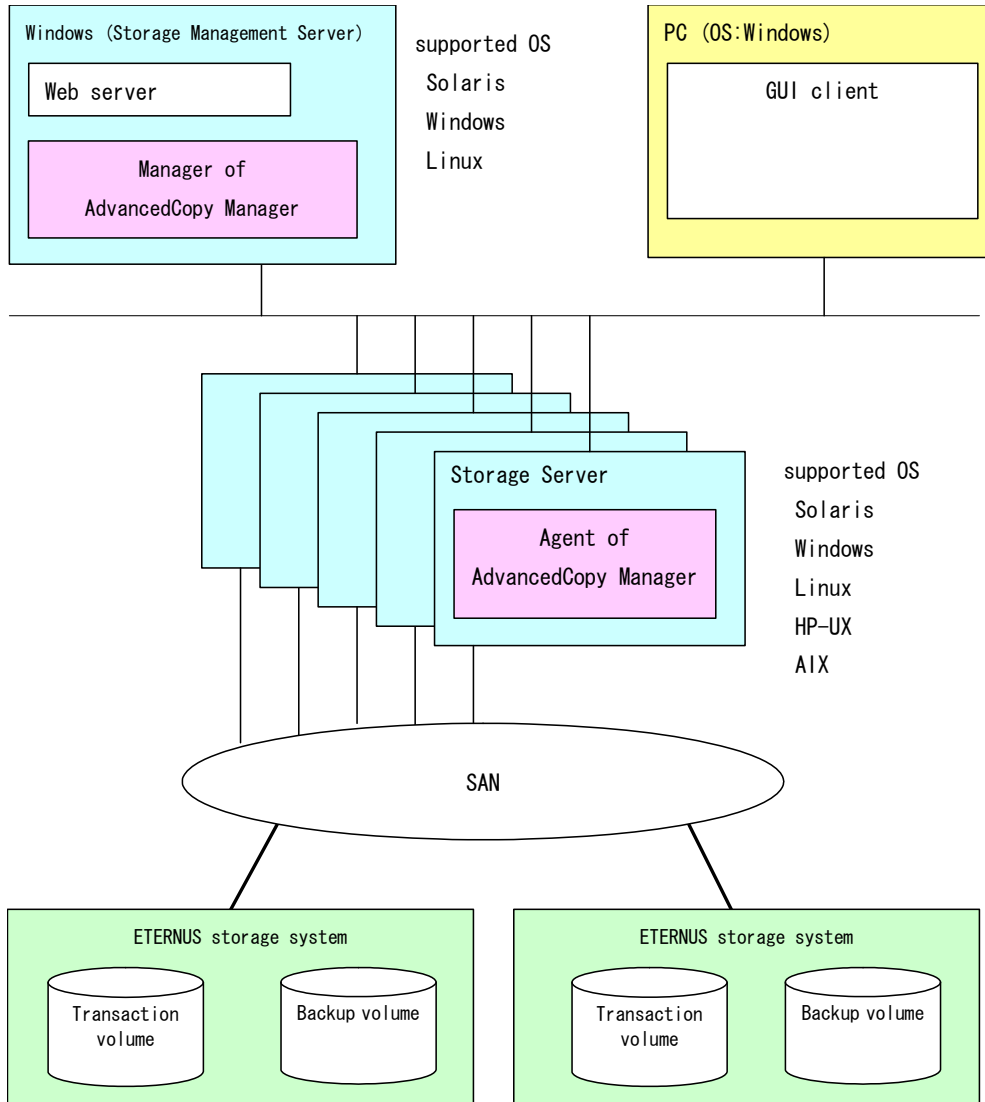 Windows (Storage Management Server)
Web server
Manager of
AdvancedCopy Manager
supported OS
Solaris
Windows
Linux
PC (OS:Windows)
GUI client
Storage Server
Agent of
AdvancedCopy Manager
supported OS
Solaris
Windows
Linux
HP-UX
AIX
SAN
ETERNUS storage system
Transaction
volume
Backup volume
ETERNUS storage system
Transaction
volume
Backup volume